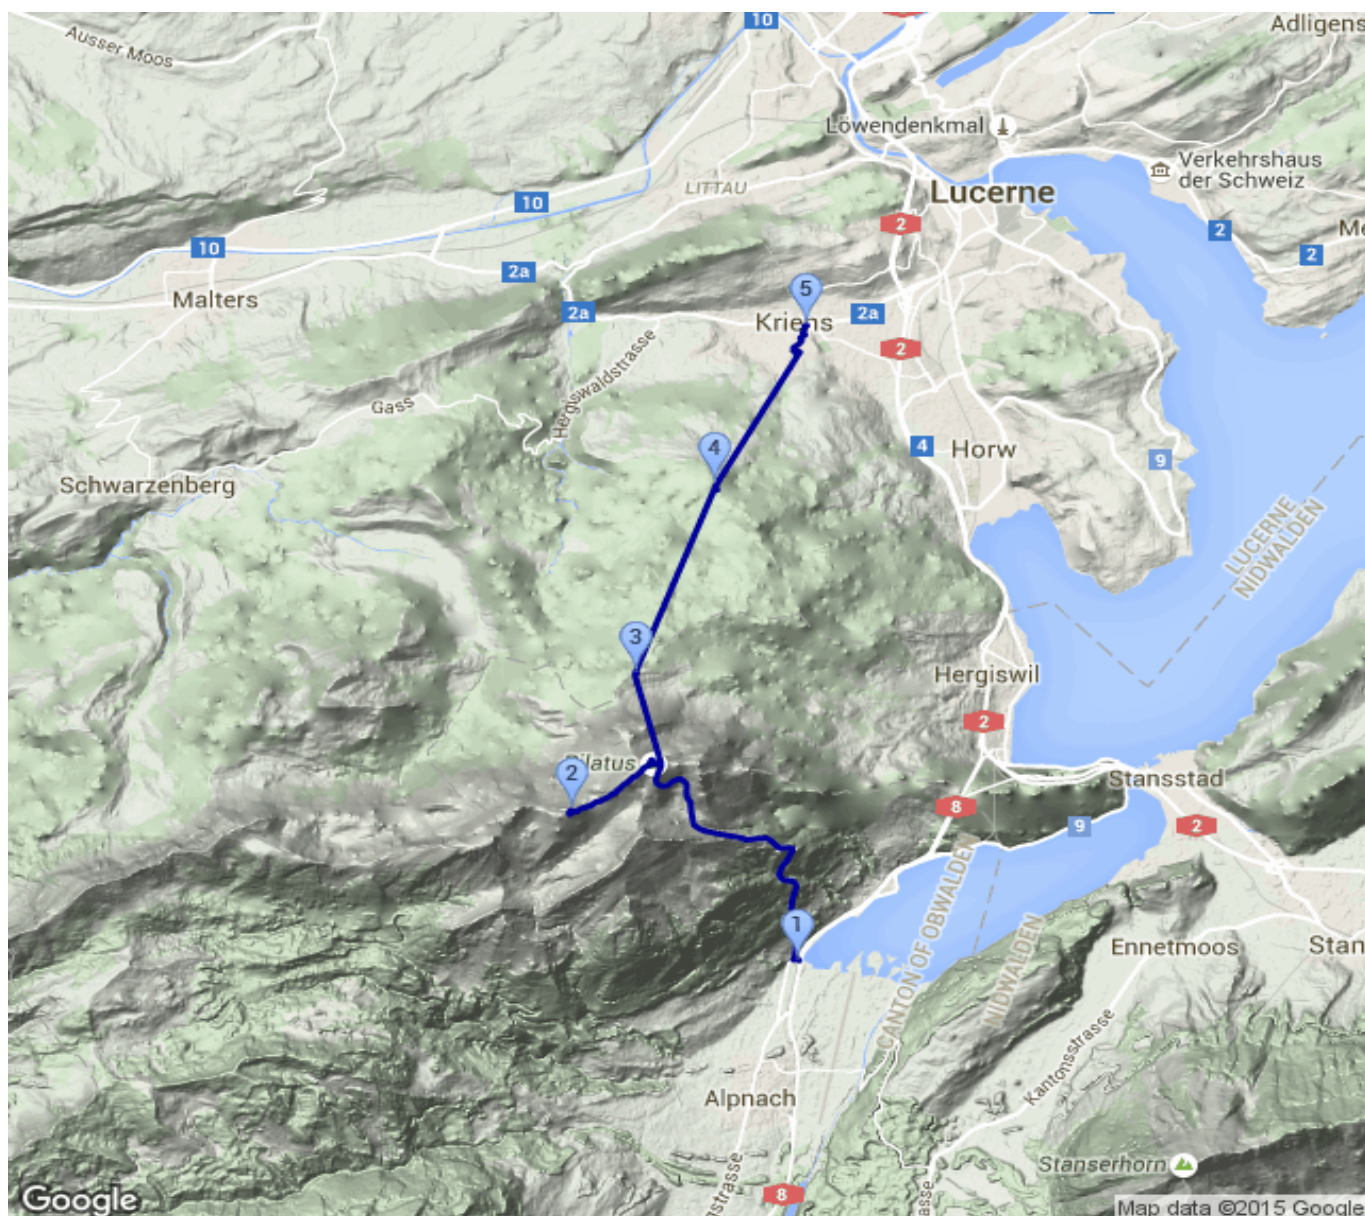 10
Adligens
Ausser Moos
Löwendenkmal
Verkehrshaus
der Schweiz
LITTAU
Lucerne
10
2
2
Me
10
2a
2
Malters
2a
5
Kriens
2a
2
Hergswaldstrasse
Gass
4
Horw
9
4
Schwarzenberg
LUCERNE
NIDWALDEN
3
Hergiswil
2
Pilatus
2
Stansstad
8
9
2
1
CANTON OF OBWALDEN
NIDWALDEN
Ennetmoos
Stan
Kantonsstrasse
Alpnach
Stanserhorn
8
Google
Map data ©2015 Google